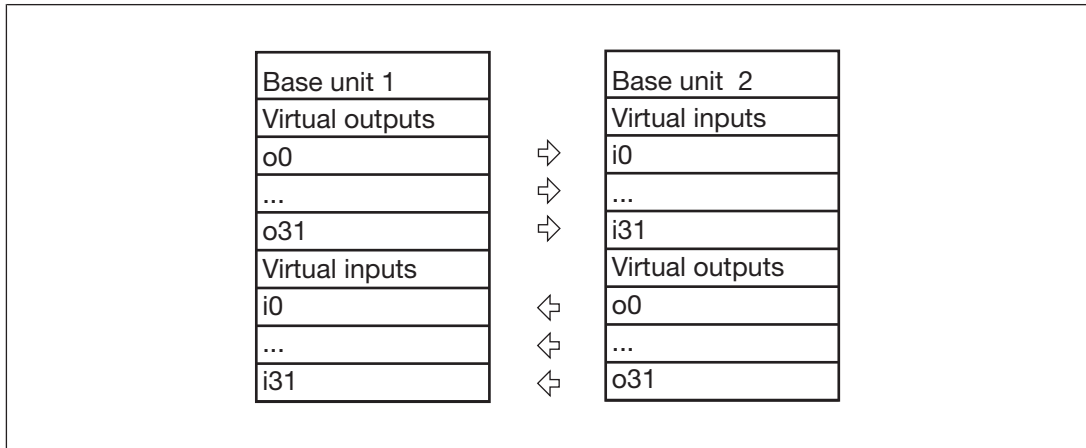 Base unit 1
Virtual outputs
o0
...
o31
Virtual inputs
i0
...
i31
Base unit 2
Virtual inputs
i0
...
i31
Virtual outputs
o0
...
o31